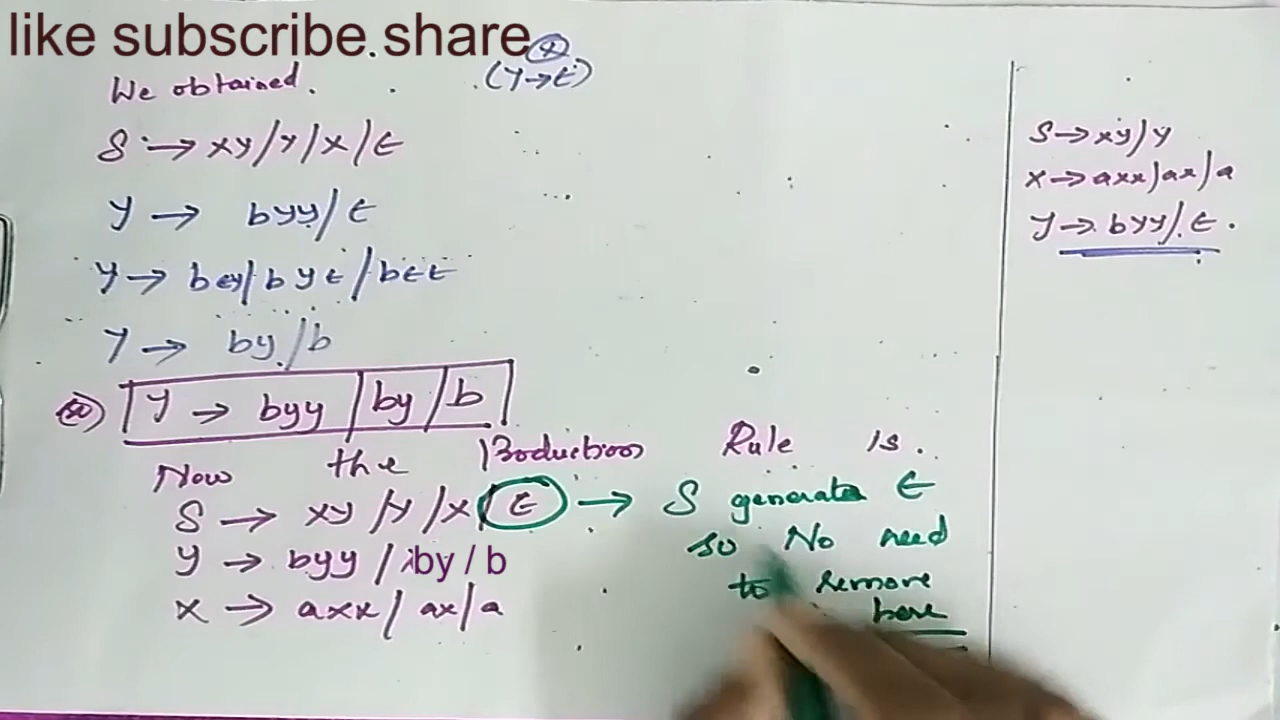 like subscribe share
We obtained.
(Y→ε)
S → XY/Y/X/ε
Y → bYY/ε
Y → bεY/bYε/bεε
Y → bY/b
Y → bYY/bY/b
Now the Production Rule is.
S → XY/Y/X/ε → S generate ε
so No need
to remove
here
Y → bYY/by / b
X → aXX/aX/a
S→XY/Y
X→aXX/aX/a
Y→bYY/ε.